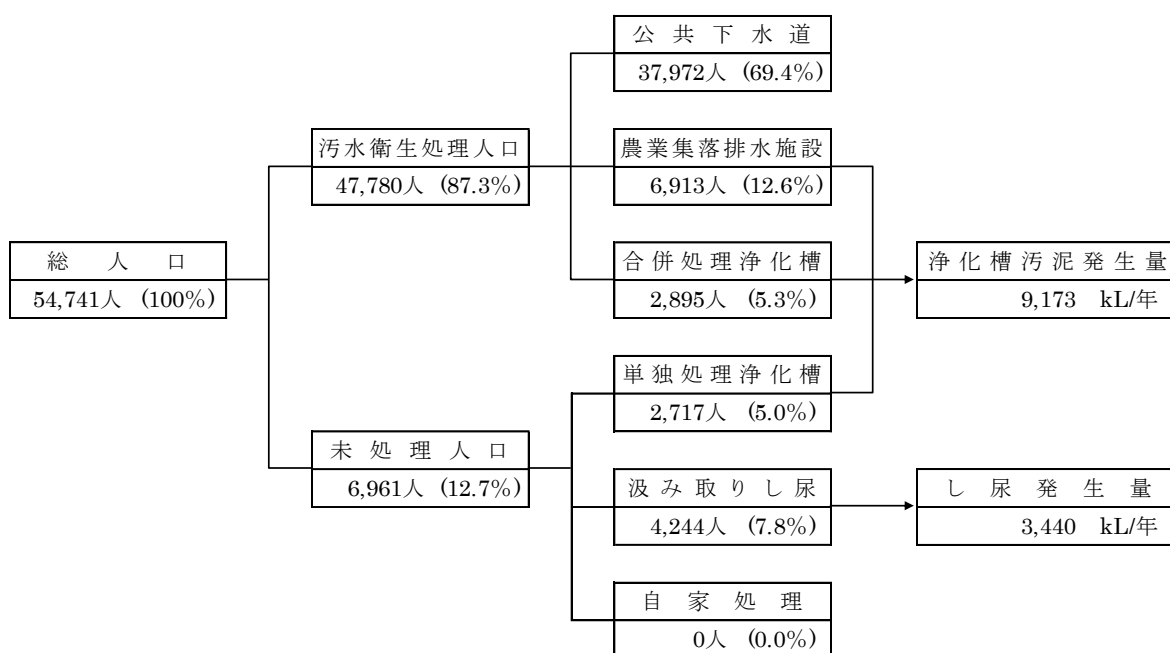 公共下水道
37,972人 (69.4%)
汚水衛生処理人口
47,780人 (87.3%)
農業集落排水施設
6,913人 (12.6%)
総人口
54,741人 (100%)
合併処理浄化槽
2,895人 (5.3%)
浄化槽汚泥発生量
9,173 kL/年
単独処理浄化槽
2,717人 (5.0%)
未処理人口
6,961人 (12.7%)
汲み取りし尿
4,244人 (7.8%)
し尿発生量
3,440 kL/年
自家処理
0人 (0.0%)